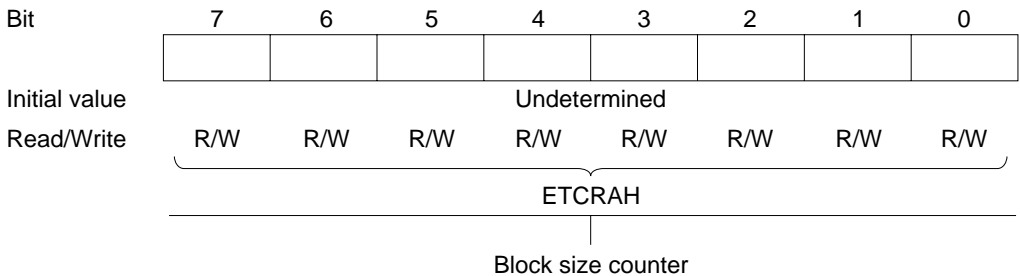 Bit 7 6 5 4 3 2 1 0
Initial value Undetermined
Read/Write R/W R/W R/W R/W R/W R/W R/W R/W
ETCRAH
Block size counter